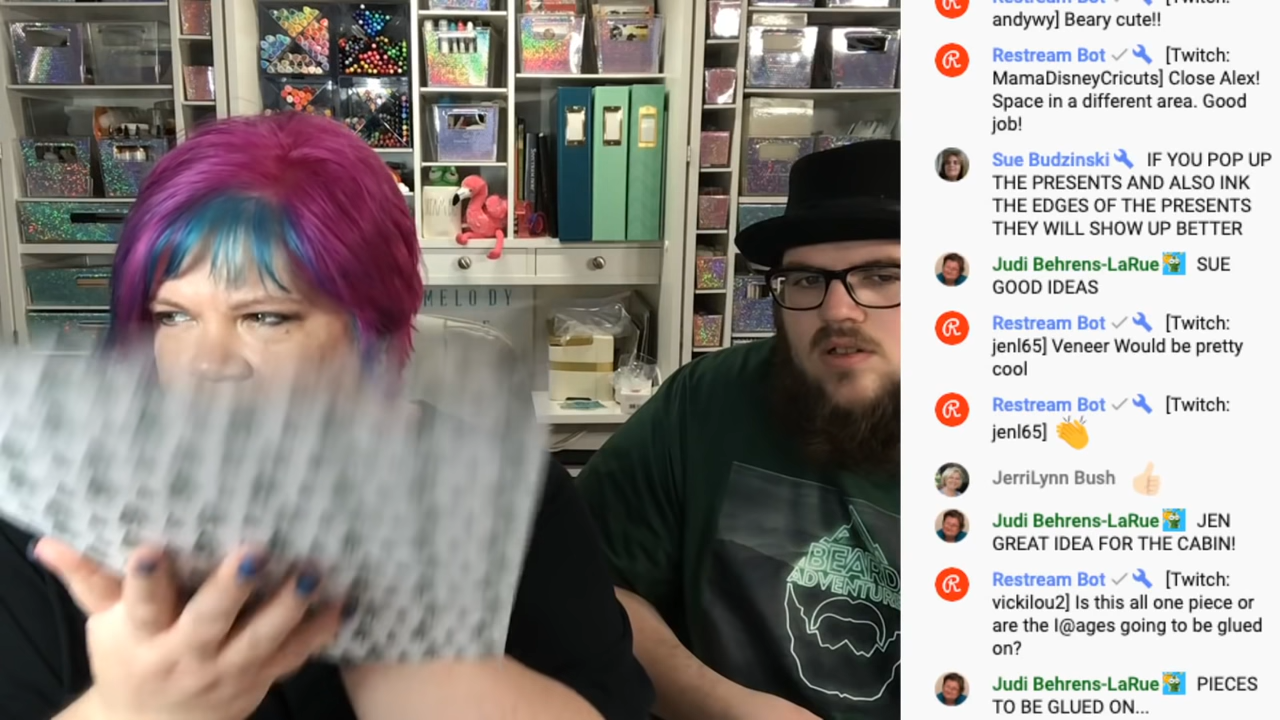 MELODY
BEARD
ADVENTURE
Restream Bot [Twitch:
andywy] Beary cute!!
Restream Bot [Twitch:
MamaDisneyCricuts] Close Alex!
Space in a different area. Good
job!
Sue Budzinski IF YOU POP UP
THE PRESENTS AND ALSO INK
THE EDGES OF THE PRESENTS
THEY WILL SHOW UP BETTER
Judi Behrens-LaRue SUE
GOOD IDEAS
Restream Bot [Twitch:
jenl65] Veneer Would be pretty
cool
Restream Bot [Twitch:
jenl65] 👏
JerriLynn Bush 👍🏻
Judi Behrens-LaRue JEN
GREAT IDEA FOR THE CABIN!
Restream Bot [Twitch:
vickilou2] Is this all one piece or
are the I@ages going to be glued
on?
Judi Behrens-LaRue PIECES
TO BE GLUED ON...